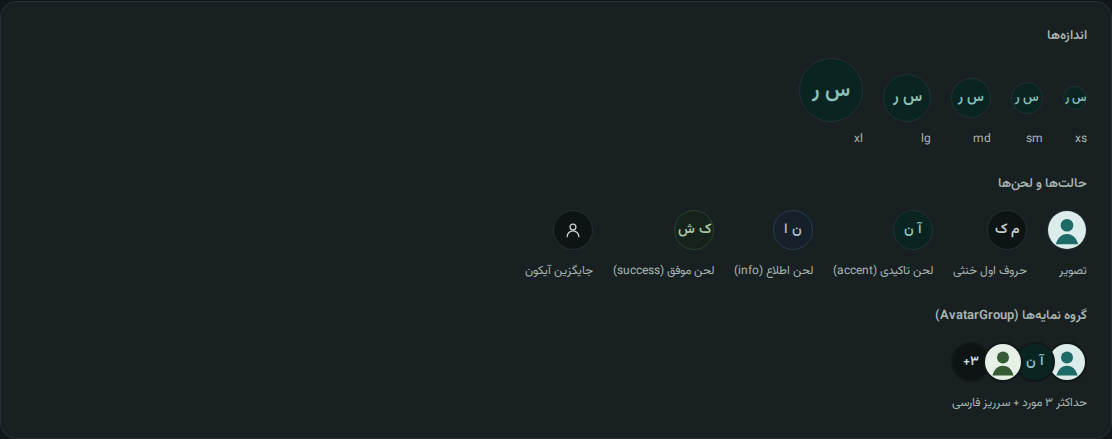 اندازه‌ها
س ر س ر س ر س ر س ر
xs sm md lg xl
حالت‌ها و لحن‌ها
م ک آ ن ن ا ک ش
تصویر حروف اول خنثی لحن تاکیدی (accent) لحن اطلاع (info) لحن موفق (success) جایگزین آیکون
گروه نمایه‌ها (AvatarGroup)
آ ن +۳
حداکثر ۳ مورد + سرریز فارسی